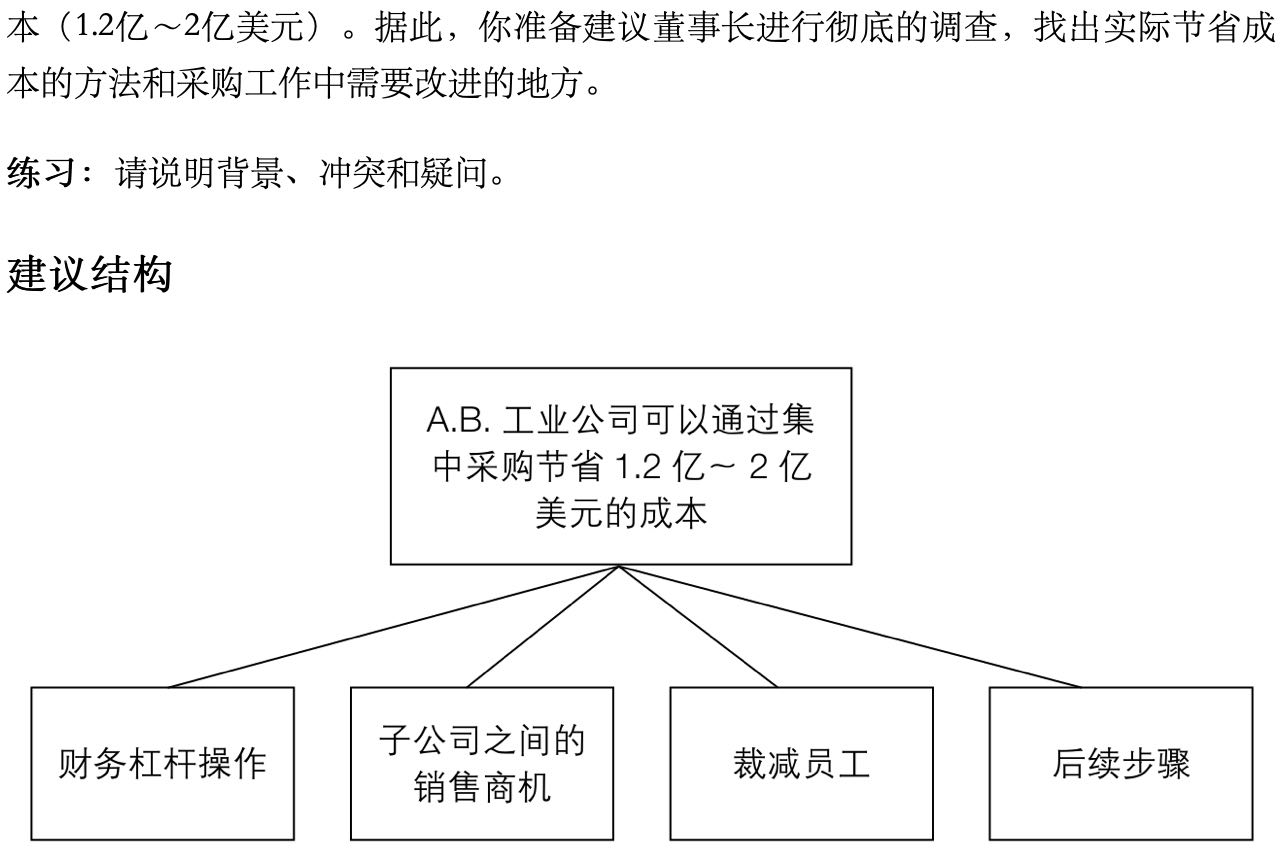 本（1.2亿～2亿美元）。据此，你准备建议董事长进行彻底的调查，找出实际节省成
本的方法和采购工作中需要改进的地方。
练习：请说明背景、冲突和疑问。
建议结构
A.B. 工业公司可以通过集
中采购节省 1.2 亿～ 2 亿
美元的成本
财务杠杆操作
子公司之间的
销售商机
裁减员工
后续步骤